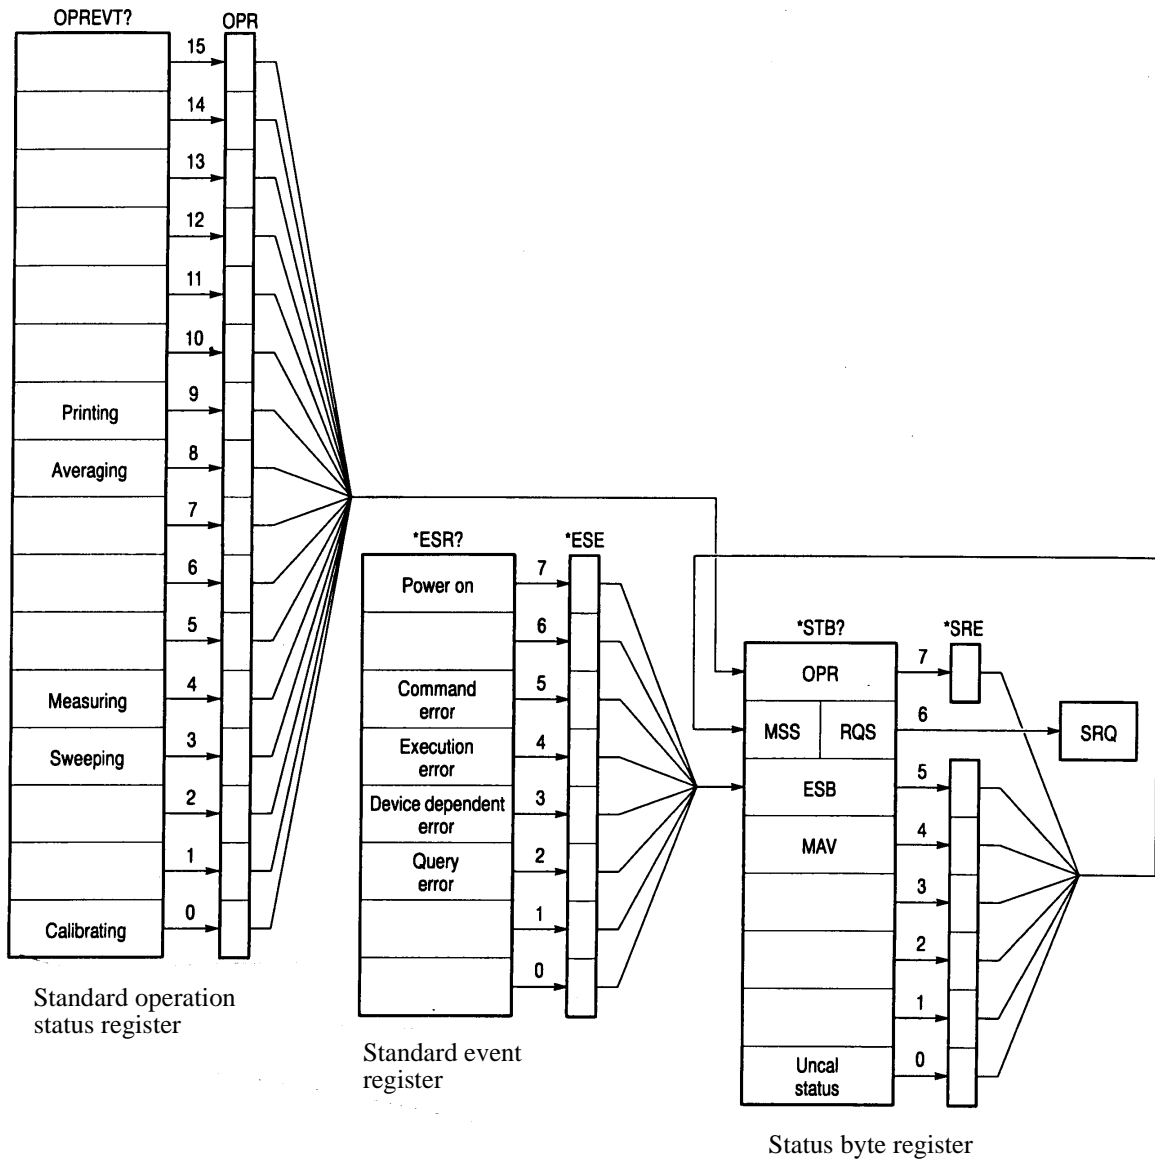 OPREVT?
OPR
15
14
13
12
11
10
Printing
9
Averaging
8
7
6
5
Measuring
4
Sweeping
3
2
1
Calibrating
0
Standard operation
status register
*ESR?
*ESE
Power on
7
6
Command
error
5
Execution
error
4
Device dependent
error
3
Query
error
2
1
0
Standard event
register
*STB?
*SRE
OPR
7
MSS
RQS
6
SRQ
ESB
5
MAV
4
3
2
1
Uncal
status
0
Status byte register